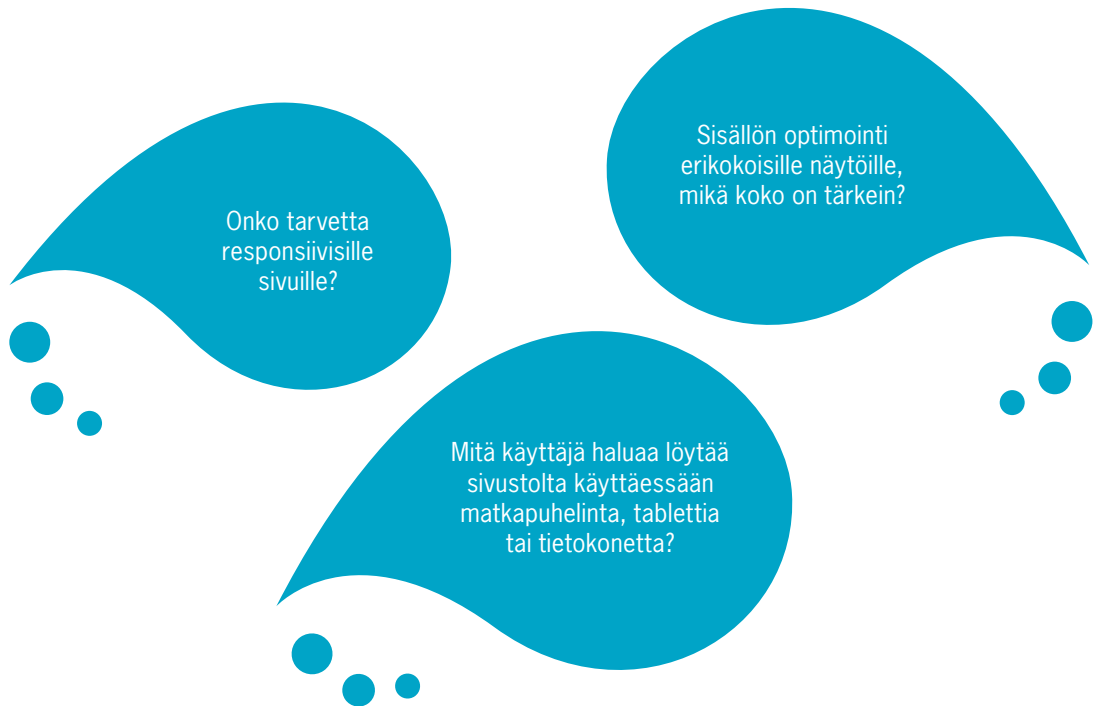 Onko tarvetta
responsiivisille
sivuille?
Sisällön optimointi
erikokoisille näytöille,
mikä koko on tärkein?
Mitä käyttäjä haluaa löytää
sivustolta käyttäessään
matkapuhelinta, tablettia
tai tietokonetta?